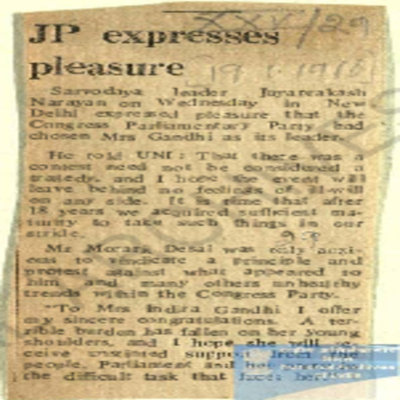 XXV/29
JP expresses
pleasure
19.1.1966
Sarvodaya leader Jayaprakash
Narayan on Wednesday in New
Delhi expressed pleasure that the
Congress Parliamentary Party had
chosen Mrs Gandhi as its leader.
He told UNI: That there was a
contest need not be considered a
tragedy, and I hope the event will
leave behind no feelings of ill-will
on any side. It is time that after
18 years we acquired sufficient ma-
turity to take such things in our
stride.
Mr Morarji Desai was only anxi-
ous to vindicate a principle and
protest against what appeared to
him and many others unhealthy
trends within the Congress Party.
"To Mrs Indira Gandhi I offer
my sincere congratulations. A ter-
rible burden has fallen on her young
shoulders, and I hope she will re-
ceive unstinted support from the
people, Parliament and her
the difficult task that faces her.